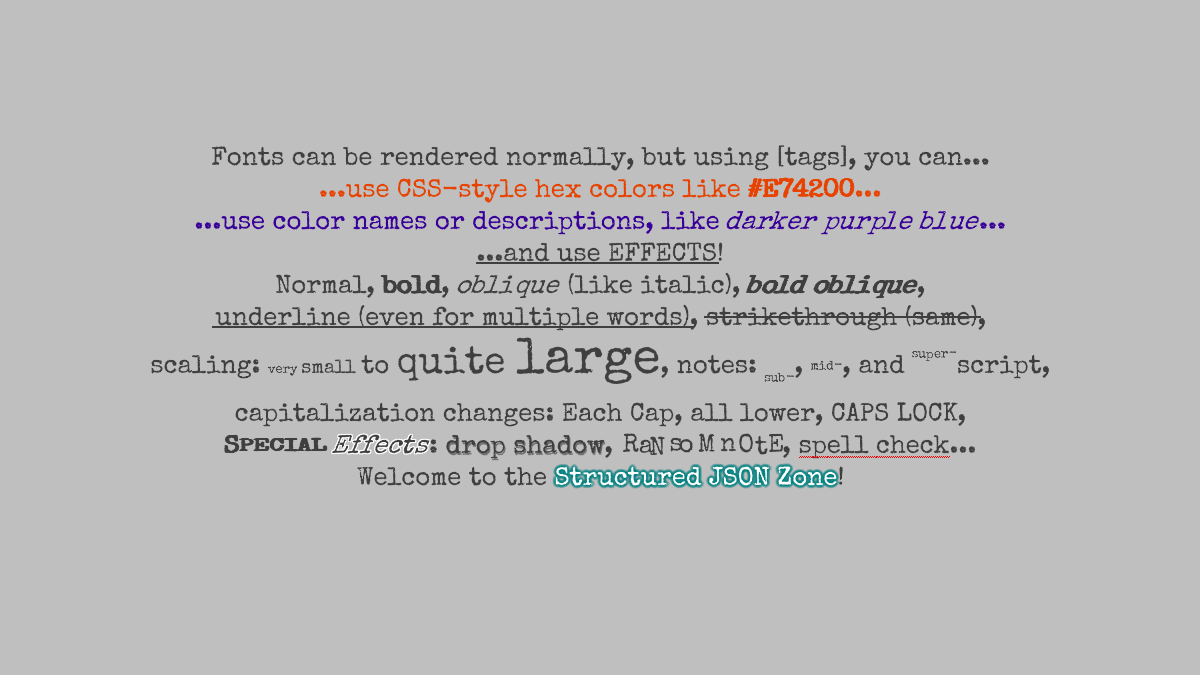 Fonts can be rendered normally, but using [tags], you can...
...use CSS-style hex colors like #E74200...
...use color names or descriptions, like darker purple blue...
...and use EFFECTS!
Normal, bold, oblique (like italic), bold oblique,
underline (even for multiple words), strikethrough (same),
scaling: very small to quite large, notes: sub-, mid-, and super-script,
capitalization changes: Each Cap, all lower, CAPS LOCK,
SPECIAL Effects: drop shadow, RaNsoMnOtE, spell check...
Welcome to the Structured JSON Zone!